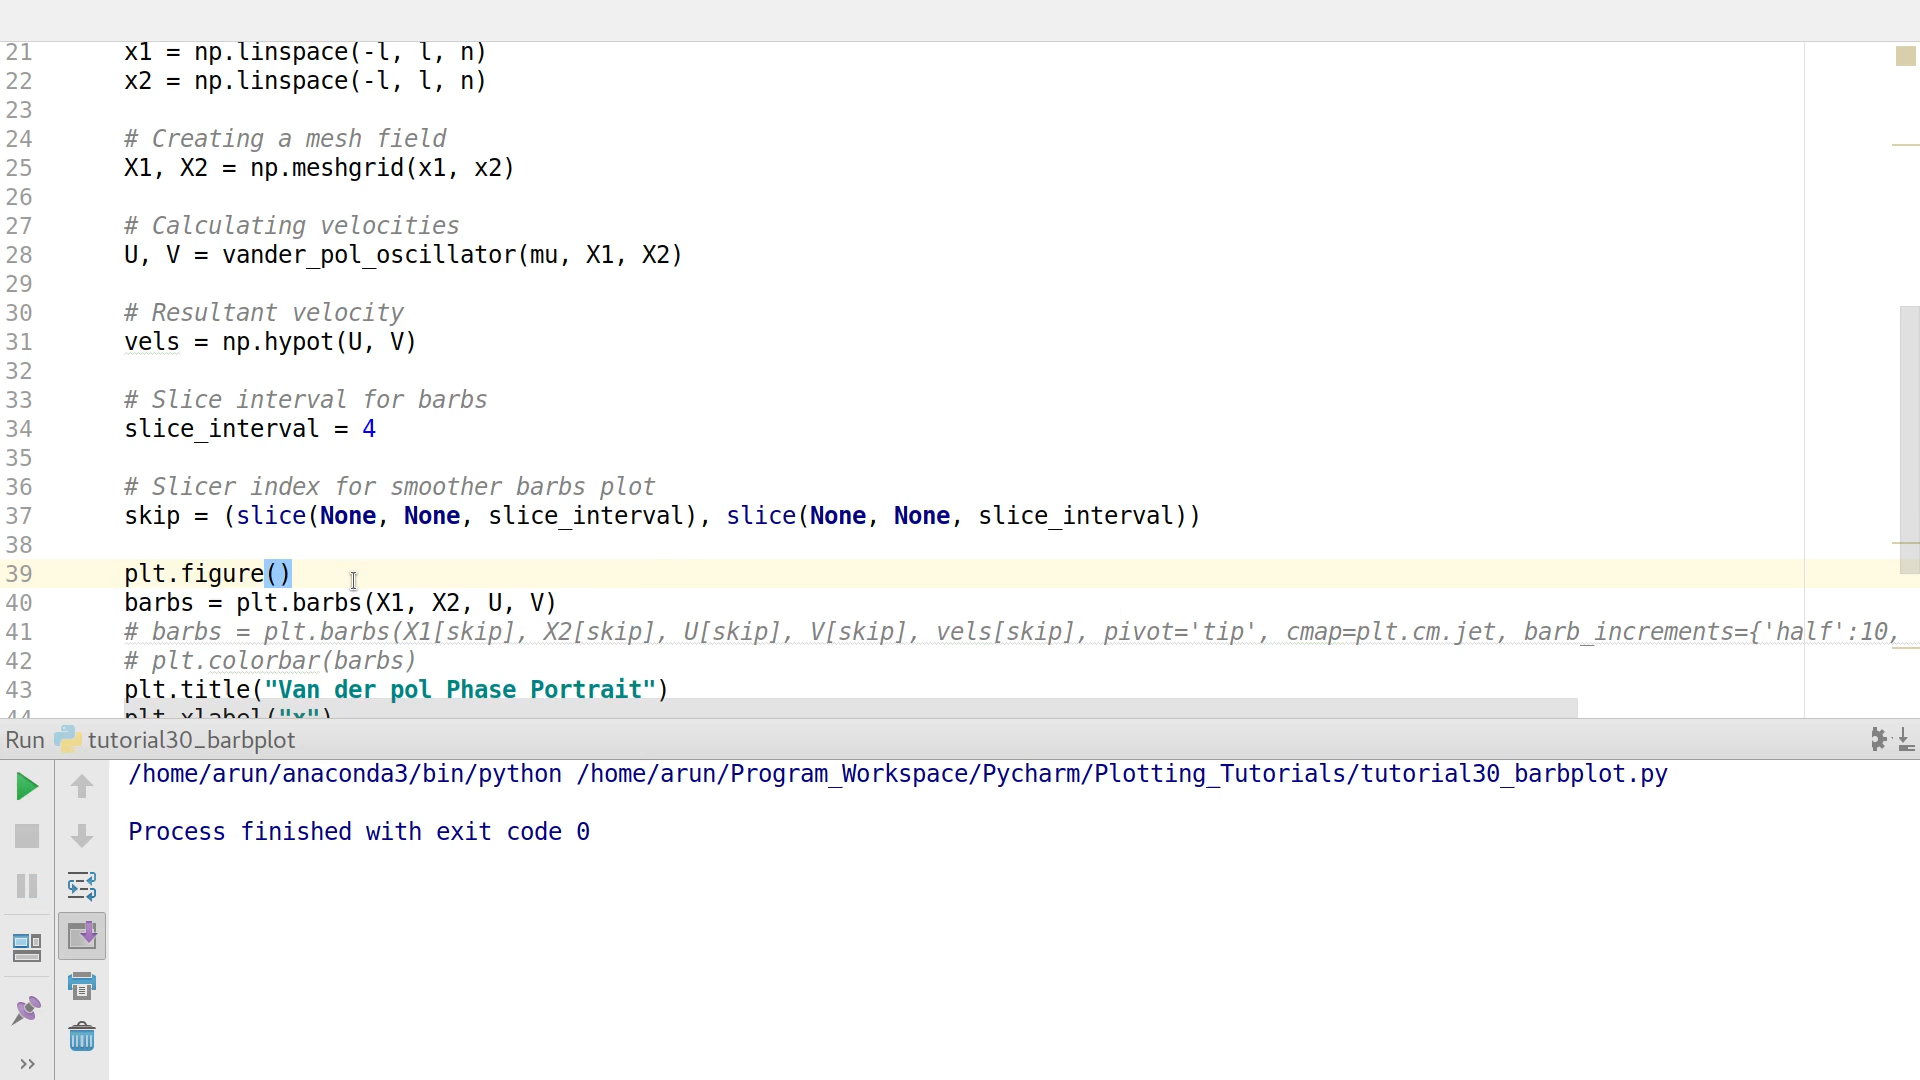 21 x1 = np.linspace(-l, l, n)
22 x2 = np.linspace(-l, l, n)
23
24 # Creating a mesh field
25 X1, X2 = np.meshgrid(x1, x2)
26
27 # Calculating velocities
28 U, V = vander_pol_oscillator(mu, X1, X2)
29
30 # Resultant velocity
31 vels = np.hypot(U, V)
32
33 # Slice interval for barbs
34 slice_interval = 4
35
36 # Slicer index for smoother barbs plot
37 skip = (slice(None, None, slice_interval), slice(None, None, slice_interval))
38
39 plt.figure()
40 barbs = plt.barbs(X1, X2, U, V)
41 # barbs = plt.barbs(X1[skip], X2[skip], U[skip], V[skip], vels[skip], pivot='tip', cmap=plt.cm.jet, barb_increments={'half':10,
42 # plt.colorbar(barbs)
43 plt.title("Van der pol Phase Portrait")
44 plt.xlabel("x")
Run tutorial30_barbplot
/home/arun/anaconda3/bin/python /home/arun/Program_Workspace/Pycharm/Plotting_Tutorials/tutorial30_barbplot.py
Process finished with exit code 0